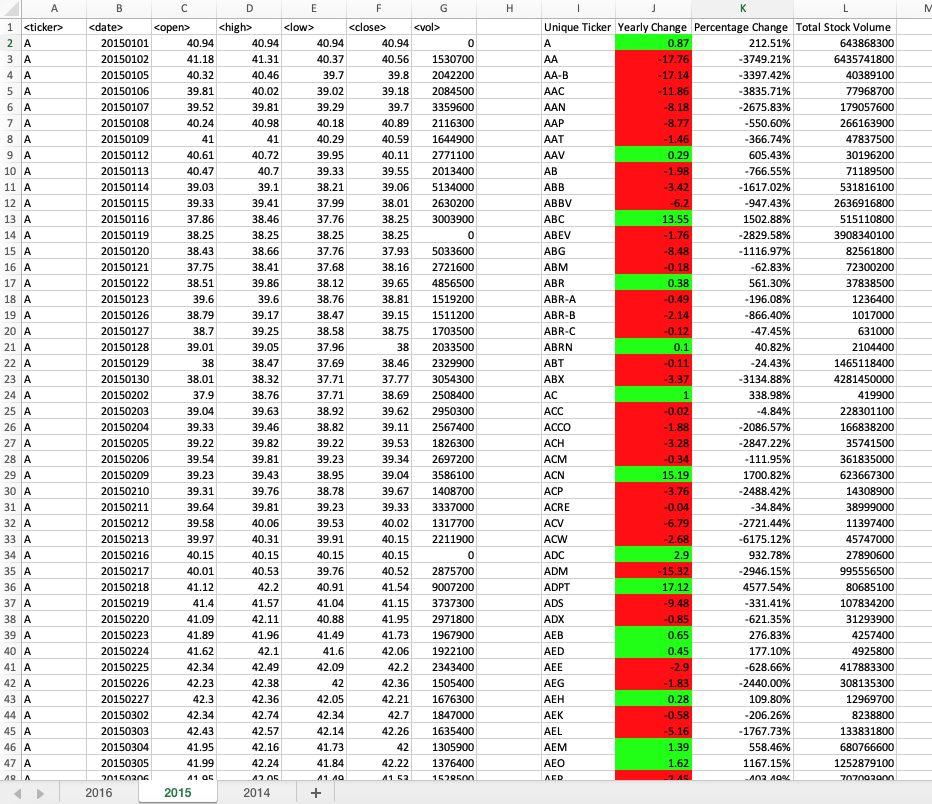 A B C D E F G H I J K L M
1 <ticker> <date> <open> <high> <low> <close> <vol> Unique Ticker Yearly Change Percentage Change Total Stock Volume
2 A 20150101 40.94 40.94 40.94 40.94 0 A 0.87 212.51% 643868300
3 A 20150102 41.18 41.31 40.37 40.56 1530700 AA -17.76 -3749.21% 6435741800
4 A 20150105 40.32 40.46 39.7 39.8 2042200 AA-B -17.14 -3397.42% 40389100
5 A 20150106 39.81 40.02 39.02 39.18 2084500 AAC -11.86 -3835.71% 77968700
6 A 20150107 39.52 39.81 39.29 39.7 3359600 AAN -8.18 -2675.83% 179057600
7 A 20150108 40.24 40.98 40.18 40.89 2116300 AAP -8.77 -550.60% 266163900
8 A 20150109 41 41 40.29 40.59 1644900 AAT -1.46 -366.74% 47837500
9 A 20150112 40.61 40.72 39.95 40.11 2771100 AAV 0.29 605.43% 30196200
10 A 20150113 40.47 40.7 39.33 39.55 2013400 AB -1.98 -766.55% 71189500
11 A 20150114 39.03 39.1 38.21 39.06 5134000 ABB -3.42 -1617.02% 531816100
12 A 20150115 39.33 39.41 37.99 38.01 2630200 ABBV -6.2 -947.43% 2636916800
13 A 20150116 37.86 38.46 37.76 38.25 3003900 ABC 13.55 1502.88% 515110800
14 A 20150119 38.25 38.25 38.25 38.25 0 ABEV -1.76 -2829.58% 3908340100
15 A 20150120 38.43 38.66 37.76 37.93 5033600 ABG -8.48 -1116.97% 82561800
16 A 20150121 37.75 38.41 37.68 38.16 2721600 ABM -0.18 -62.83% 72300200
17 A 20150122 38.51 39.86 38.12 39.65 4856500 ABR 0.38 561.30% 37838500
18 A 20150123 39.6 39.6 38.76 38.81 1519200 ABR-A -0.49 -196.08% 1236400
19 A 20150126 38.79 39.17 38.47 39.15 1511200 ABR-B -2.14 -866.40% 1017000
20 A 20150127 38.7 39.25 38.58 38.75 1703500 ABR-C -0.12 -47.45% 631000
21 A 20150128 39.01 39.05 37.96 38 2033500 ABRN 0.1 40.82% 2104400
22 A 20150129 38 38.47 37.69 38.46 2329900 ABT -0.11 -24.43% 1465118400
23 A 20150130 38.01 38.32 37.71 37.77 3054300 ABX -3.37 -3134.88% 4281450000
24 A 20150202 37.9 38.76 37.71 38.69 2508400 AC 1 338.98% 419900
25 A 20150203 39.04 39.63 38.92 39.62 2950300 ACC -0.02 -4.84% 228301100
26 A 20150204 39.33 39.46 38.82 39.11 2567400 ACCO -1.88 -2086.57% 166838200
27 A 20150205 39.22 39.82 39.22 39.53 1826300 ACH -3.28 -2847.22% 35741500
28 A 20150206 39.54 39.81 39.23 39.34 2697200 ACM -0.34 -111.95% 361835000
29 A 20150209 39.23 39.43 38.95 39.04 3586100 ACN 15.19 1700.82% 623667300
30 A 20150210 39.31 39.76 38.78 39.67 1408700 ACP -3.76 -2488.42% 14308900
31 A 20150211 39.64 39.81 39.23 39.33 3337000 ACRE -0.04 -34.84% 38999000
32 A 20150212 39.58 40.06 39.53 40.02 1317700 ACV -6.79 -2721.44% 11397400
33 A 20150213 39.97 40.31 39.91 40.15 2211900 ACW -2.68 -6175.12% 45747000
34 A 20150216 40.15 40.15 40.15 40.15 0 ADC 2.9 932.78% 27890600
35 A 20150217 40.01 40.53 39.76 40.52 2875700 ADM -15.32 -2946.15% 995556500
36 A 20150218 41.12 42.2 40.91 41.54 9007200 ADPT 17.12 4577.54% 80685100
37 A 20150219 41.4 41.57 41.04 41.15 3737300 ADS -9.48 -331.41% 107834200
38 A 20150220 41.09 42.11 40.88 41.95 2971800 ADX -0.85 -621.35% 31293900
39 A 20150223 41.89 41.96 41.49 41.73 1967900 AEB 0.65 276.83% 4257400
40 A 20150224 41.62 42.1 41.6 42.06 1922100 AED 0.45 177.10% 4925800
41 A 20150225 42.34 42.49 42.09 42.2 2343400 AEE -2.9 -628.66% 417883300
42 A 20150226 42.23 42.38 42 42.36 1505400 AEG -1.83 -2440.00% 308135300
43 A 20150227 42.3 42.36 42.05 42.21 1676300 AEH 0.28 109.80% 12969700
44 A 20150302 42.34 42.74 42.34 42.7 1847000 AEK -0.58 -206.26% 8238800
45 A 20150303 42.43 42.57 42.14 42.26 1635400 AEL -5.16 -1767.73% 133831800
46 A 20150304 41.95 42.16 41.73 42 1305900 AEM 1.39 558.46% 680766600
47 A 20150305 41.99 42.24 41.84 42.22 1376400 AEO 1.62 1167.15% 1252879100
48 A 20150306 41.95 42.05 41.49 41.53 1528500 AEP -2.45 -403.49% 707093900
2016 2015 2014 +